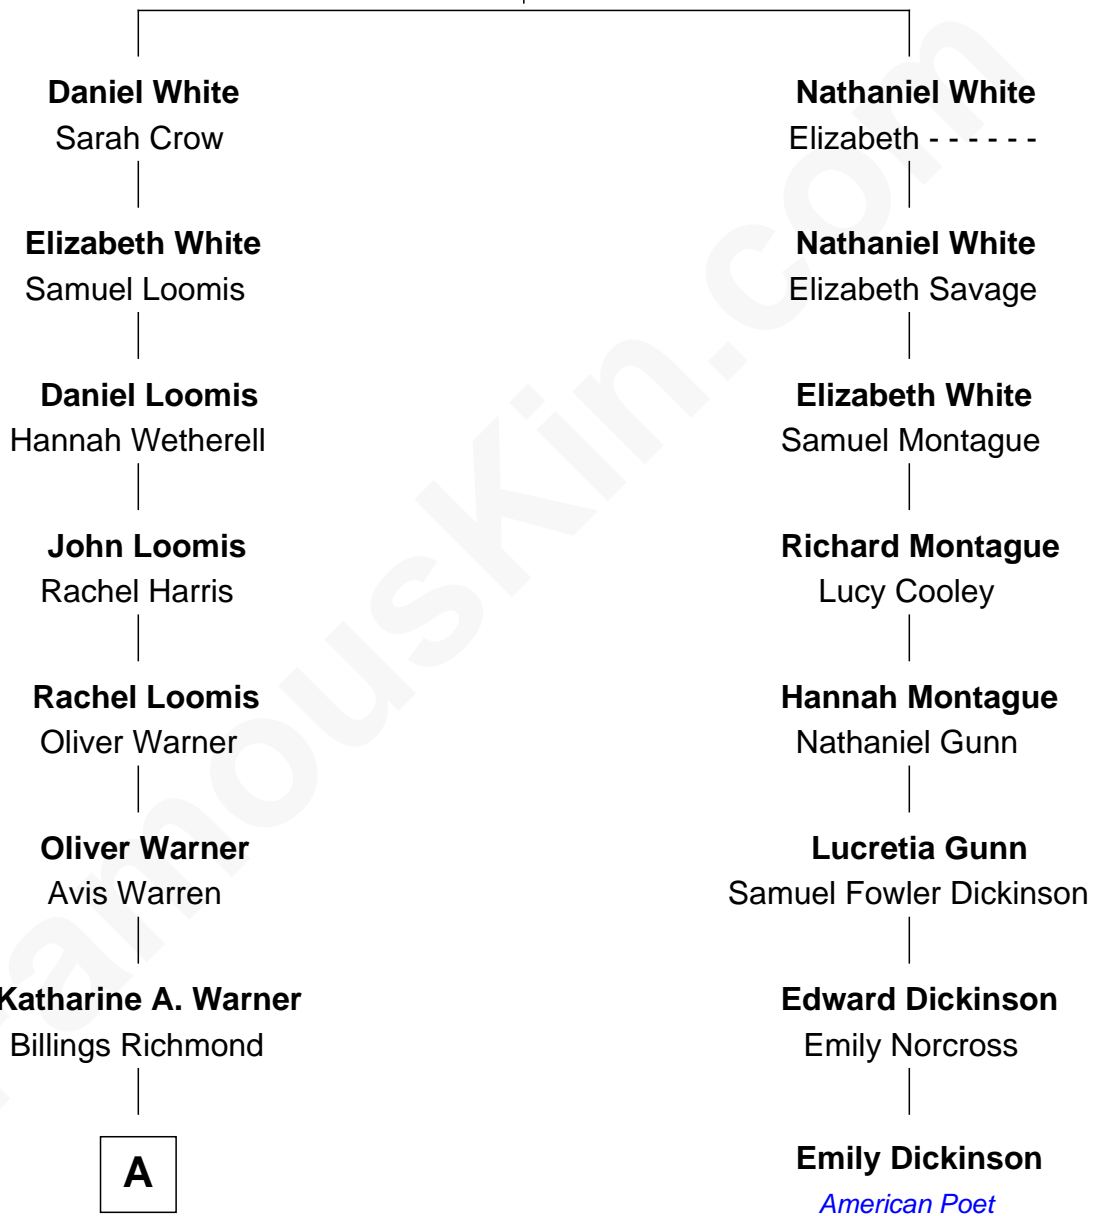 Daniel White
Sarah Crow
Elizabeth White
Samuel Loomis
Daniel Loomis
Hannah Wetherell
John Loomis
Rachel Harris
Rachel Loomis
Oliver Warner
Oliver Warner
Avis Warren
Katharine A. Warner
Billings Richmond
A
Nathaniel White
Elizabeth - - - - - -
Nathaniel White
Elizabeth Savage
Elizabeth White
Samuel Montague
Richard Montague
Lucy Cooley
Hannah Montague
Nathaniel Gunn
Lucretia Gunn
Samuel Fowler Dickinson
Edward Dickinson
Emily Norcross
Emily Dickinson
American Poet
FamousKin.com